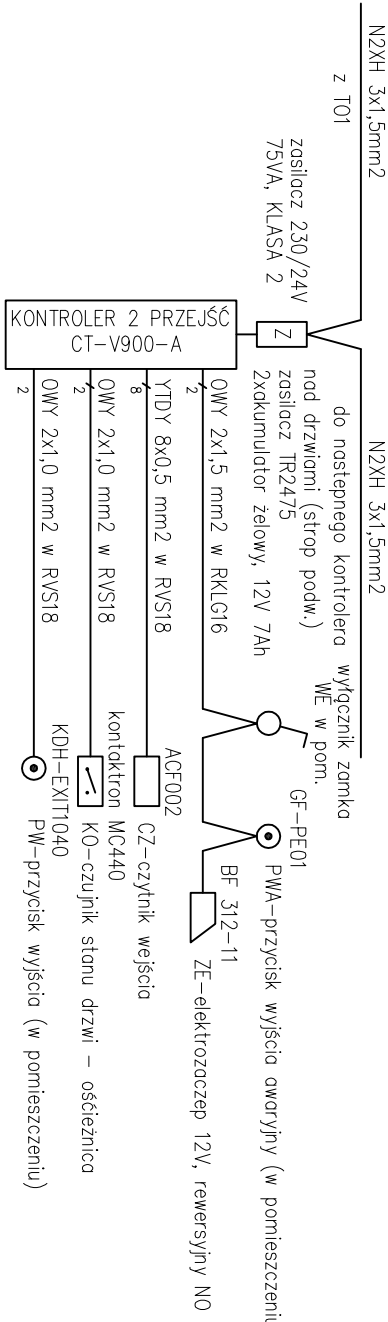 N2XH 3x1,5mm2
z T01
N2XH 3x1,5mm2
do nastepnego kontrolera
zasilacz 230/24V
75VA, KLASA 2
Z
nad drzwiami (strop podw.)
zasilacz TR2475
2xakumulator żelowy, 12V 7Ah
wyłącznik zamka
WE w pom.
GF-PE01
PWA-przycisk wyjścia awaryjny (w pomieszczeniu
KONTROLER 2 PRZEJŚĆ
CT-V900-A
2
OWY 2x1,5 mm2 w RKLG16
BF 312-11
ZE-elektrozaczep 12V, rewersyjny NO
8
YTDY 8x0,5 mm2 w RVS18
ACF002
CZ-czytnik wejścia
2
OWY 2x1,0 mm2 w RVS18
kontaktron MC440
KO-czujnik stanu drzwi - ośćieżnica
2
OWY 2x1,0 mm2 w RVS18
KDH-EXIT1040
PW-przycisk wyjścia (w pomieszczeniu)